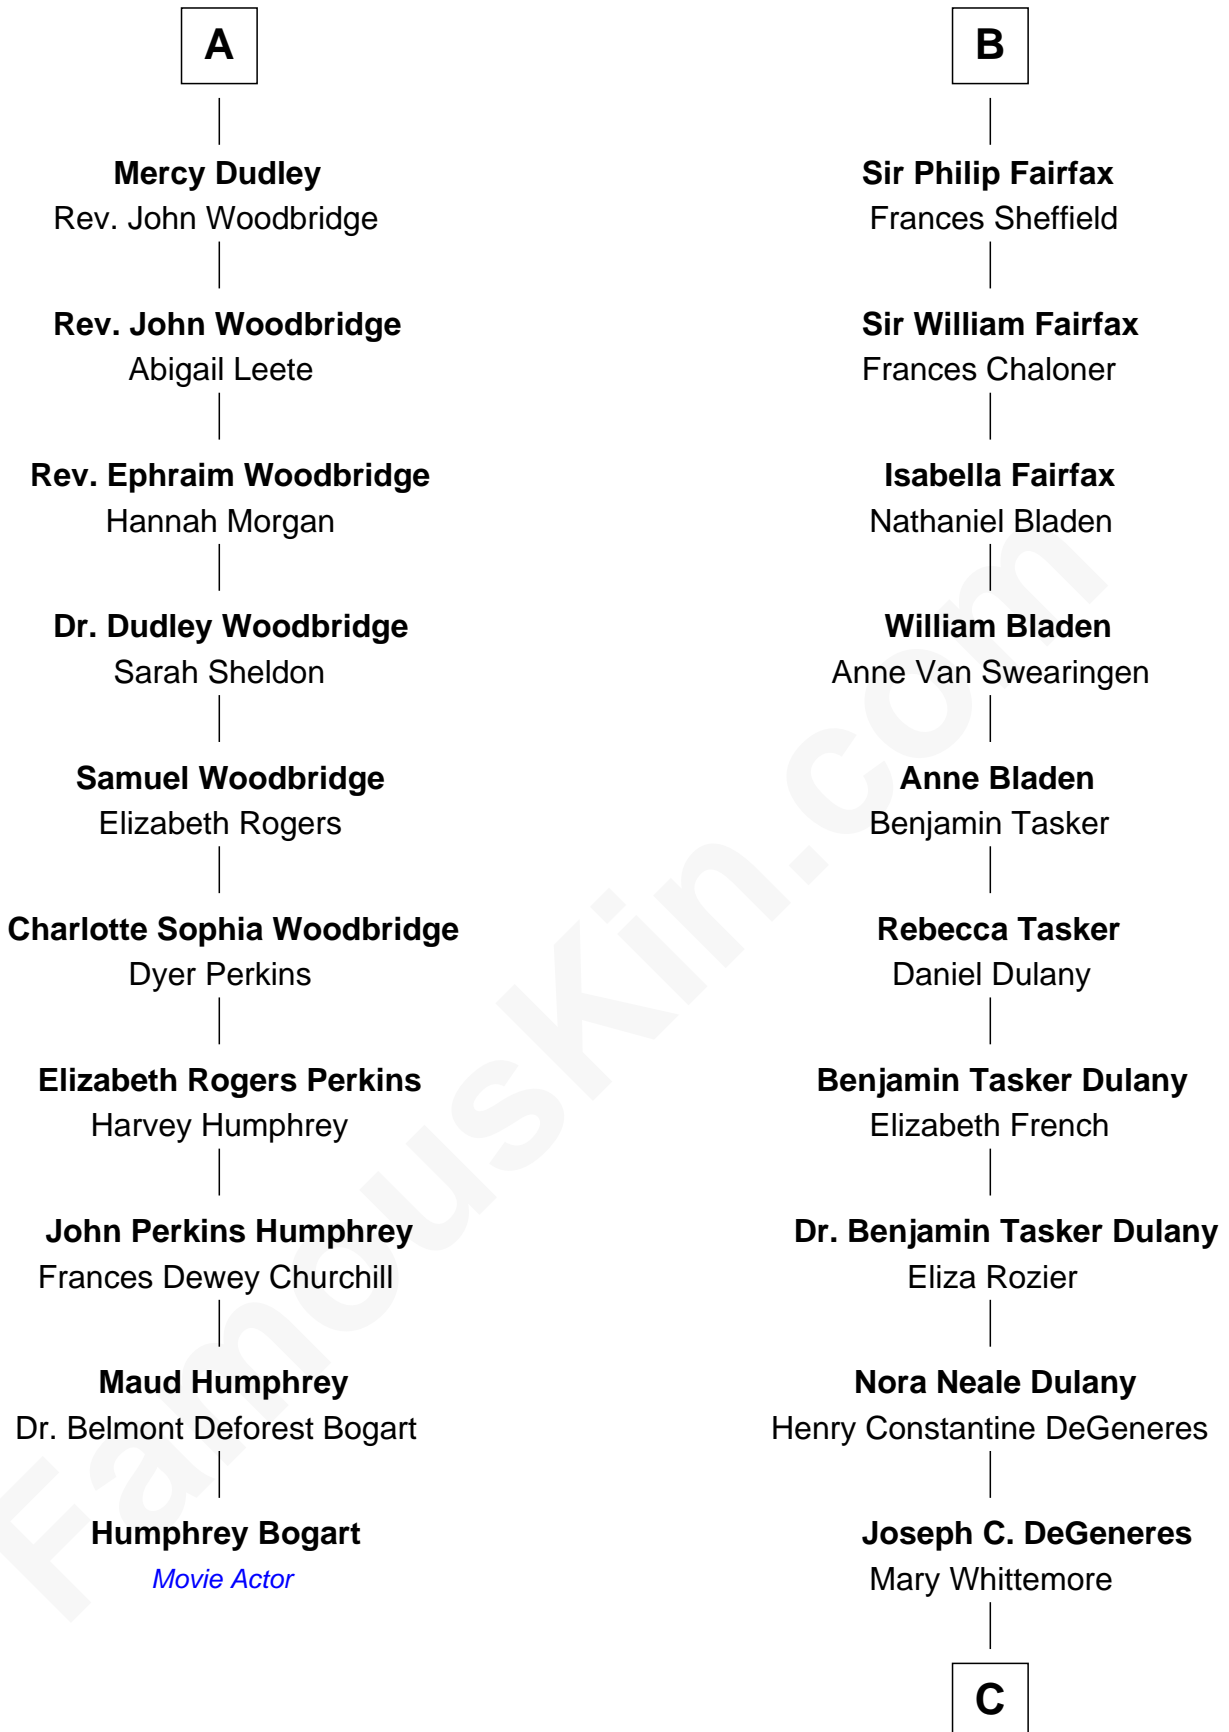 A
Mercy Dudley
Rev. John Woodbridge
Rev. John Woodbridge
Abigail Leete
Rev. Ephraim Woodbridge
Hannah Morgan
Dr. Dudley Woodbridge
Sarah Sheldon
Samuel Woodbridge
Elizabeth Rogers
Charlotte Sophia Woodbridge
Dyer Perkins
Elizabeth Rogers Perkins
Harvey Humphrey
John Perkins Humphrey
Frances Dewey Churchill
Maud Humphrey
Dr. Belmont Deforest Bogart
Humphrey Bogart
Movie Actor
B
Sir Philip Fairfax
Frances Sheffield
Sir William Fairfax
Frances Chaloner
Isabella Fairfax
Nathaniel Bladen
William Bladen
Anne Van Swearingen
Anne Bladen
Benjamin Tasker
Rebecca Tasker
Daniel Dulany
Benjamin Tasker Dulany
Elizabeth French
Dr. Benjamin Tasker Dulany
Eliza Rozier
Nora Neale Dulany
Henry Constantine DeGeneres
Joseph C. DeGeneres
Mary Whittemore
C
FamousKin.com